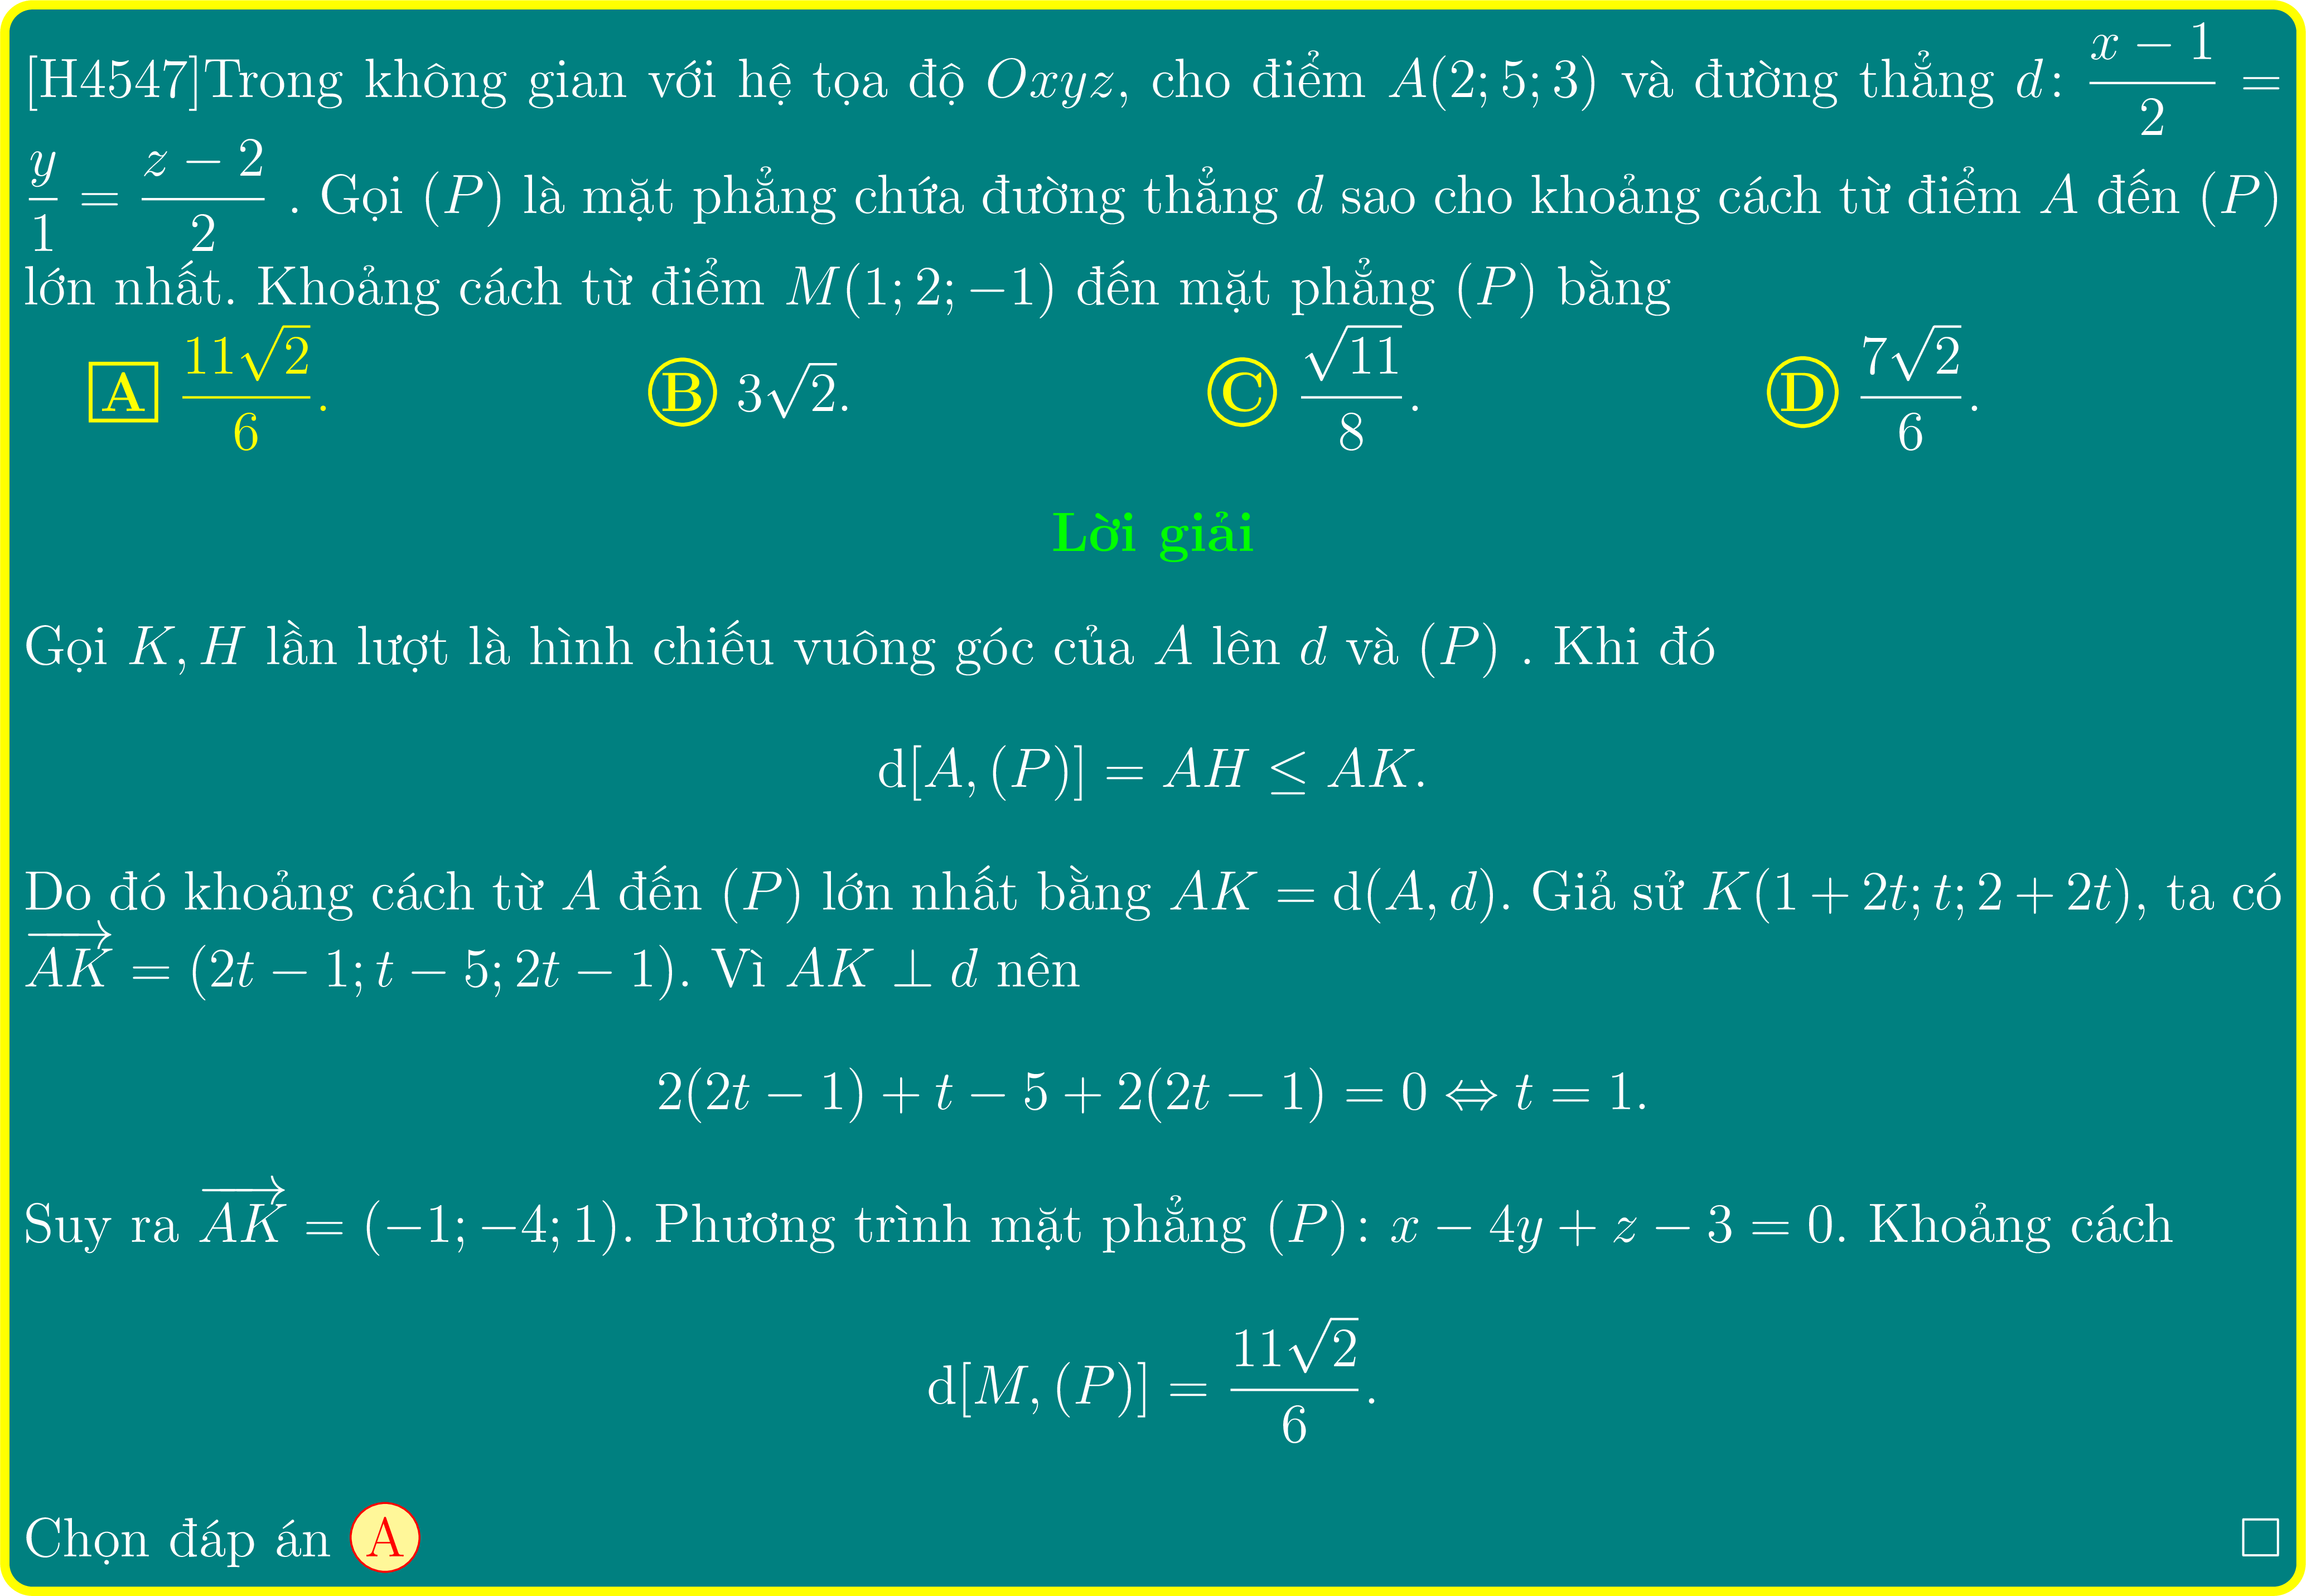 [H4547]Trong không gian với hệ tọa độ $Oxyz$, cho điểm $A(2;5;3)$ và đường thẳng $d\colon \dfrac{x-1}{2} =$
$\dfrac{y}{1} = \dfrac{z-2}{2}$ . Gọi $(P)$ là mặt phẳng chứa đường thẳng $d$ sao cho khoảng cách từ điểm $A$ đến $(P)$
lớn nhất. Khoảng cách từ điểm $M(1;2;-1)$ đến mặt phẳng $(P)$ bằng
A $\dfrac{11\sqrt{2}}{6}$. B $3\sqrt{2}$. C $\dfrac{\sqrt{11}}{8}$. D $\dfrac{7\sqrt{2}}{6}$.
Lời giải
Gọi $K, H$ lần lượt là hình chiếu vuông góc của $A$ lên $d$ và $(P)$ . Khi đó
$\mathrm{d}[A,(P)] = AH \leq AK.$
Do đó khoảng cách từ $A$ đến $(P)$ lớn nhất bằng $AK = \mathrm{d}(A,d)$. Giả sử $K(1+2t;t;2+2t)$, ta có
$\overrightarrow{AK} = (2t-1;t-5;2t-1)$. Vì $AK \perp d$ nên
$2(2t-1)+t-5+2(2t-1)=0 \Leftrightarrow t=1.$
Suy ra $\overrightarrow{AK} = (-1;-4;1)$. Phương trình mặt phẳng $(P)\colon x-4y+z-3=0$. Khoảng cách
$\mathrm{d}[M,(P)] = \dfrac{11\sqrt{2}}{6}.$
Chọn đáp án A □